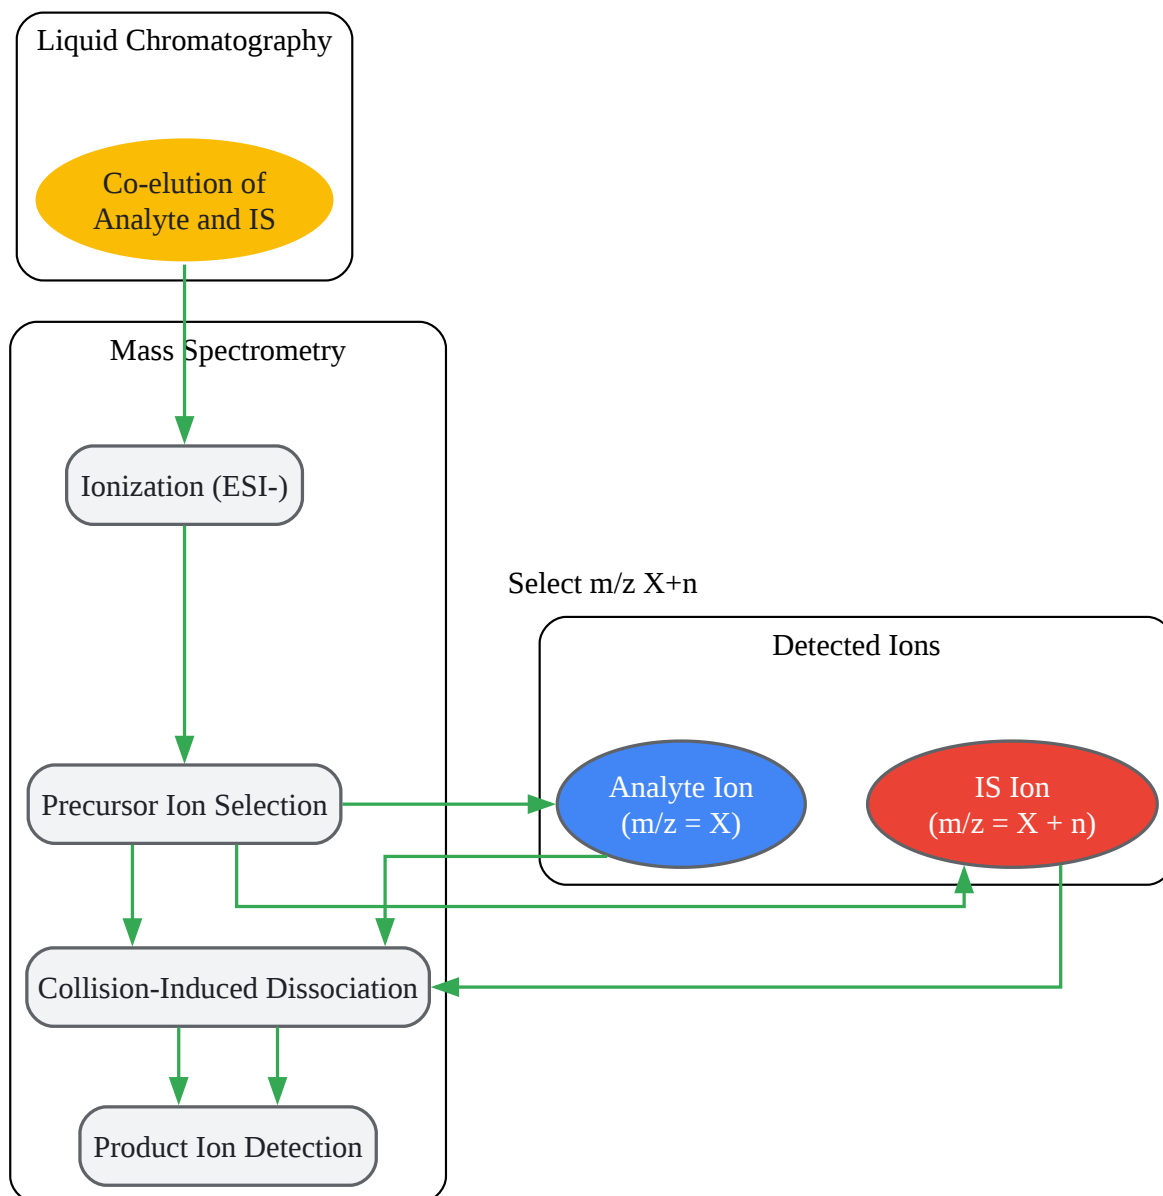 Liquid Chromatography
Co-elution of
Analyte and IS
Mass Spectrometry
Ionization (ESI-)
Select m/z X+n
Detected Ions
Precursor Ion Selection
Analyte Ion
(m/z = X)
IS Ion
(m/z = X + n)
Collision-Induced Dissociation
Product Ion Detection